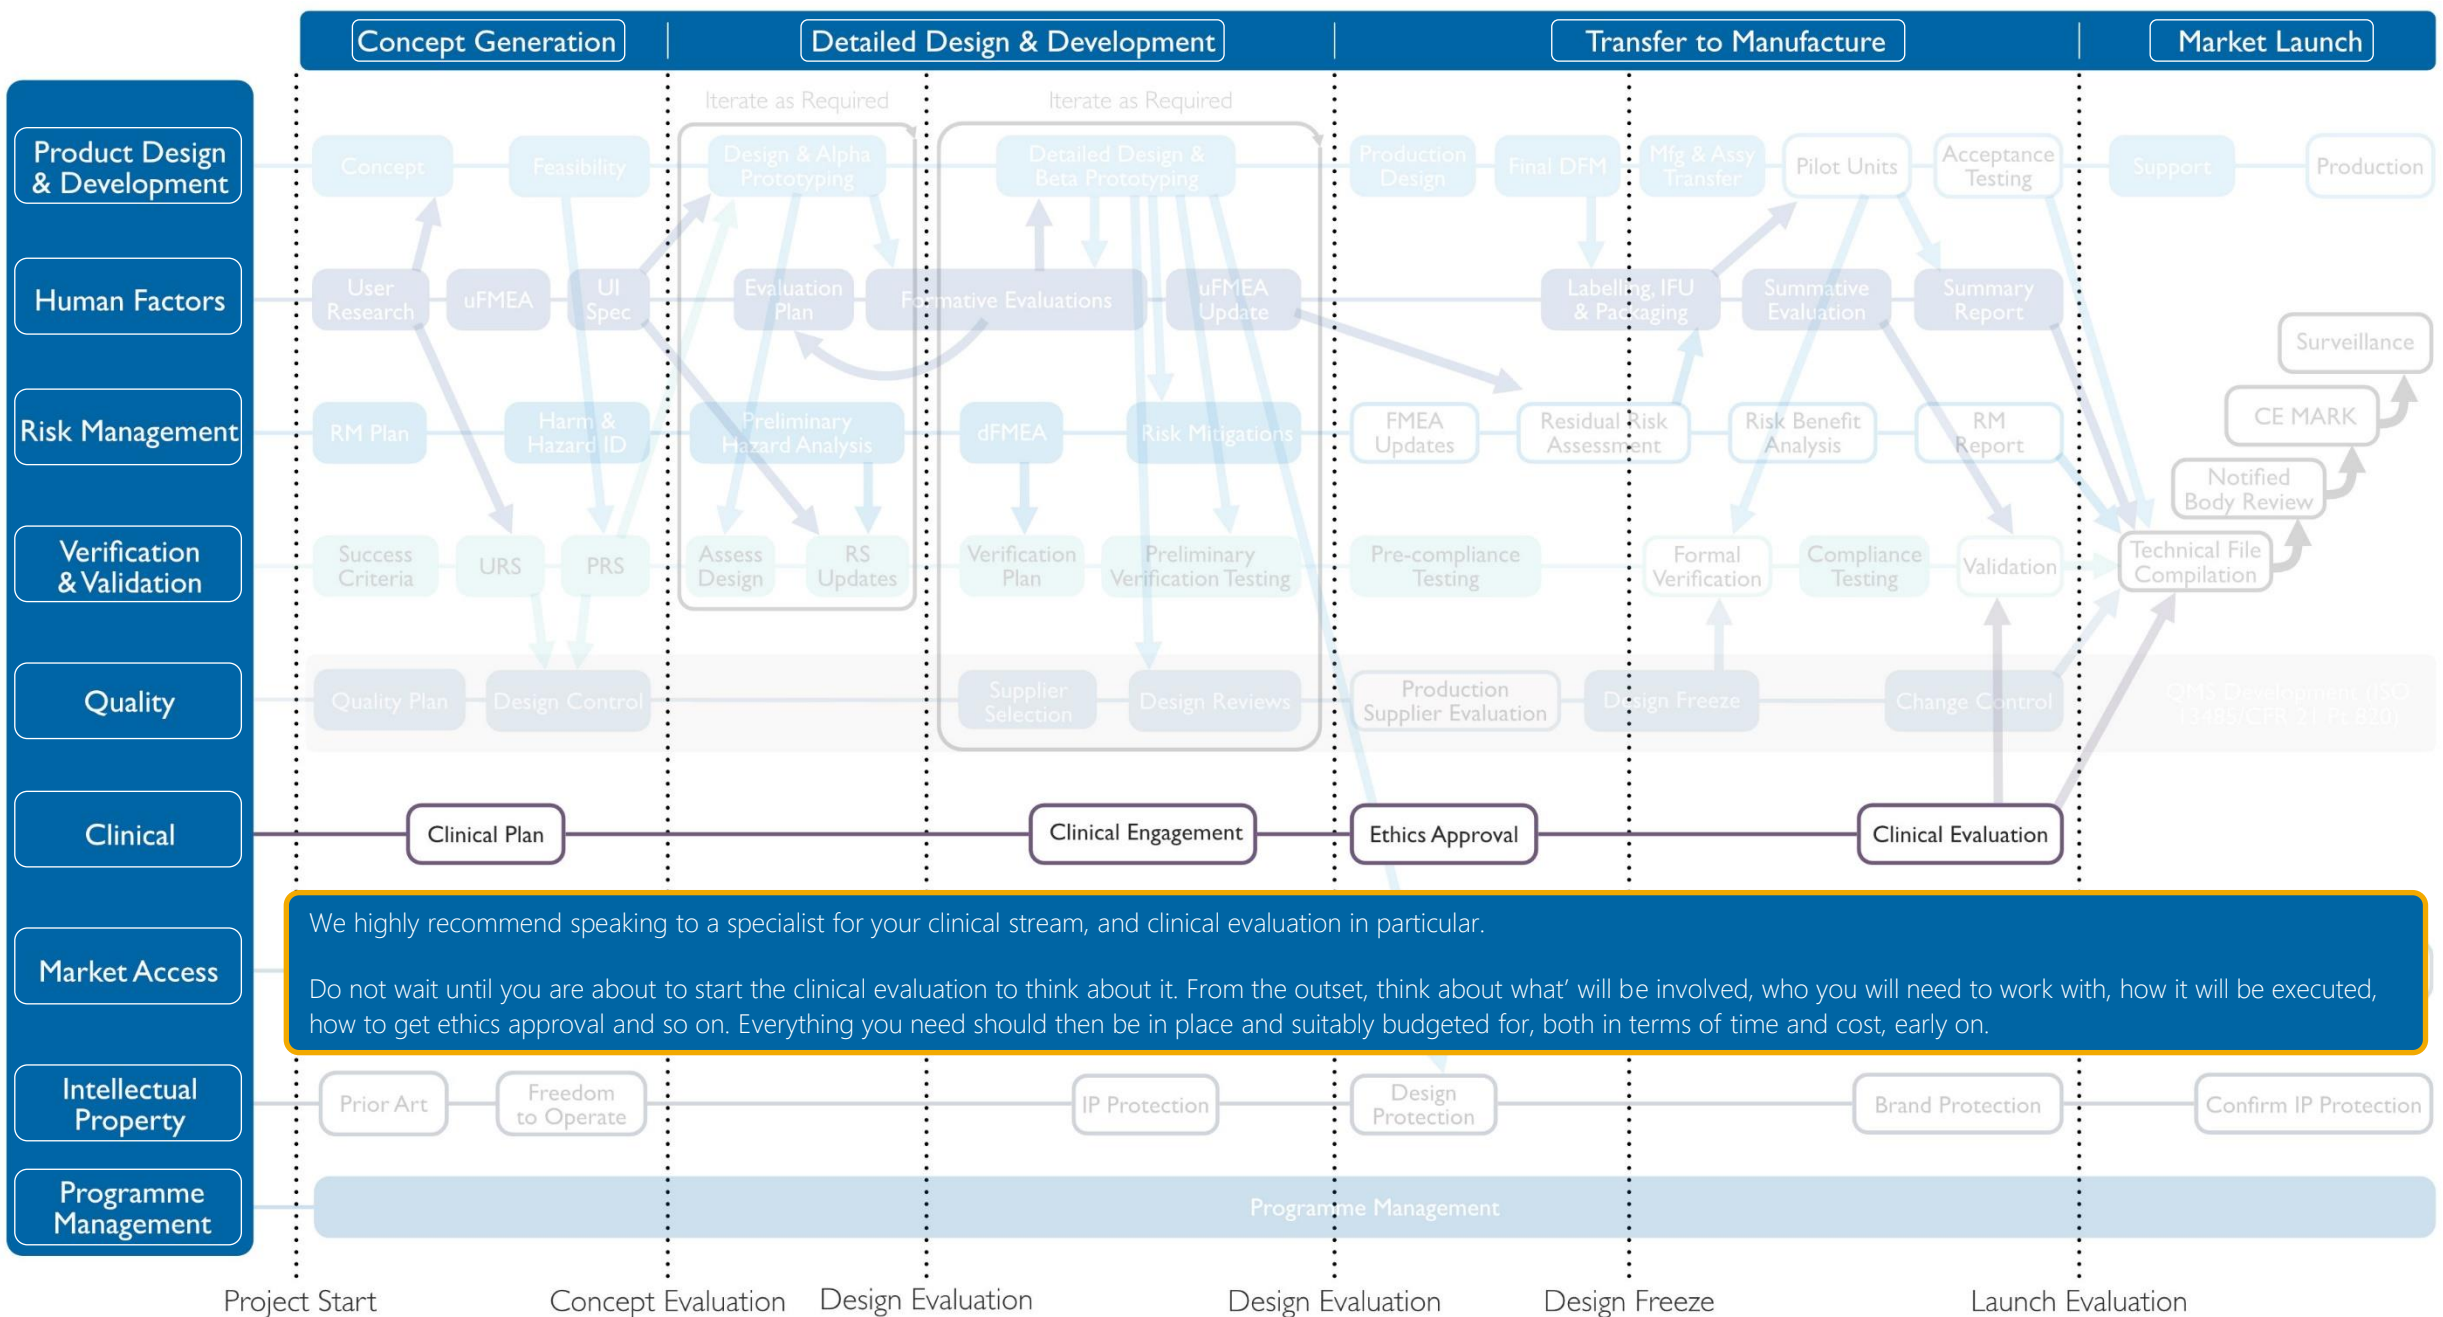 Concept Generation
Detailed Design & Development
Transfer to Manufacture
Market Launch
Iterate as Required
Iterate as Required
Product Design
& Development
Concept
Feasibility
Design & Alpha
Prototyping
Detailed Design &
Beta Prototyping
Production
Design
Final DFM
Mfg & Assy
Transfer
Pilot Units
Acceptance
Testing
Support
Production
Human Factors
User
Research
uFMEA
UI
Spec
Evaluation
Plan
Formative Evaluations
uFMEA
Update
Labelling, IFU
& Packaging
Summative
Evaluation
Summary
Report
Surveillance
CE MARK
Notified
Body Review
Risk Management
RM Plan
Harm &
Hazard ID
Preliminary
Hazard Analysis
dFMEA
Risk Mitigations
FMEA
Updates
Residual Risk
Assessment
Risk Benefit
Analysis
RM
Report
Verification
& Validation
Success
Criteria
URS
PRS
Assess
Design
RS
Updates
Verification
Plan
Preliminary
Verification Testing
Pre-compliance
Testing
Formal
Verification
Compliance
Testing
Validation
Technical File
Compilation
Quality
Quality Plan
Design Control
Supplier
Selection
Design Reviews
Production
Supplier Evaluation
Design Freeze
Change Control
QMS Development (ISO
13485/CFR 21 Pt 820)
Clinical
Clinical Plan
Clinical Engagement
Ethics Approval
Clinical Evaluation
Market Access
We highly recommend speaking to a specialist for your clinical stream, and clinical evaluation in particular.
Do not wait until you are about to start the clinical evaluation to think about it. From the outset, think about what’ will be involved, who you will need to work with, how it will be executed,
how to get ethics approval and so on. Everything you need should then be in place and suitably budgeted for, both in terms of time and cost, early on.
Intellectual
Property
Prior Art
Freedom
to Operate
IP Protection
Design
Protection
Brand Protection
Confirm IP Protection
Programme
Management
Programme Management
Project Start
Concept Evaluation
Design Evaluation
Design Evaluation
Design Freeze
Launch Evaluation